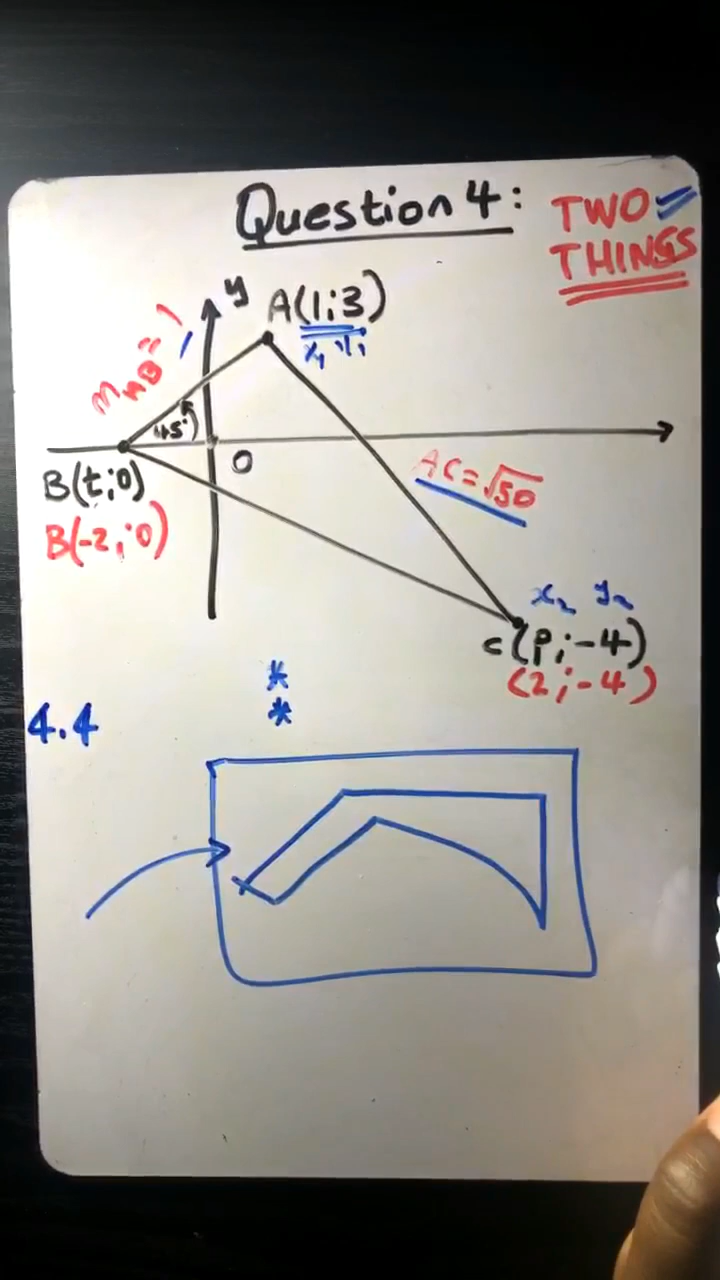 Question 4:
TWO
THINGS
y
A(1;3)
x₁ y₁
mAB = 1
45°
0
B(t;0)
B(-2;0)
AC=√50
x₂ y₂
C(p;-4)
(2;-4)
*
*
4.4